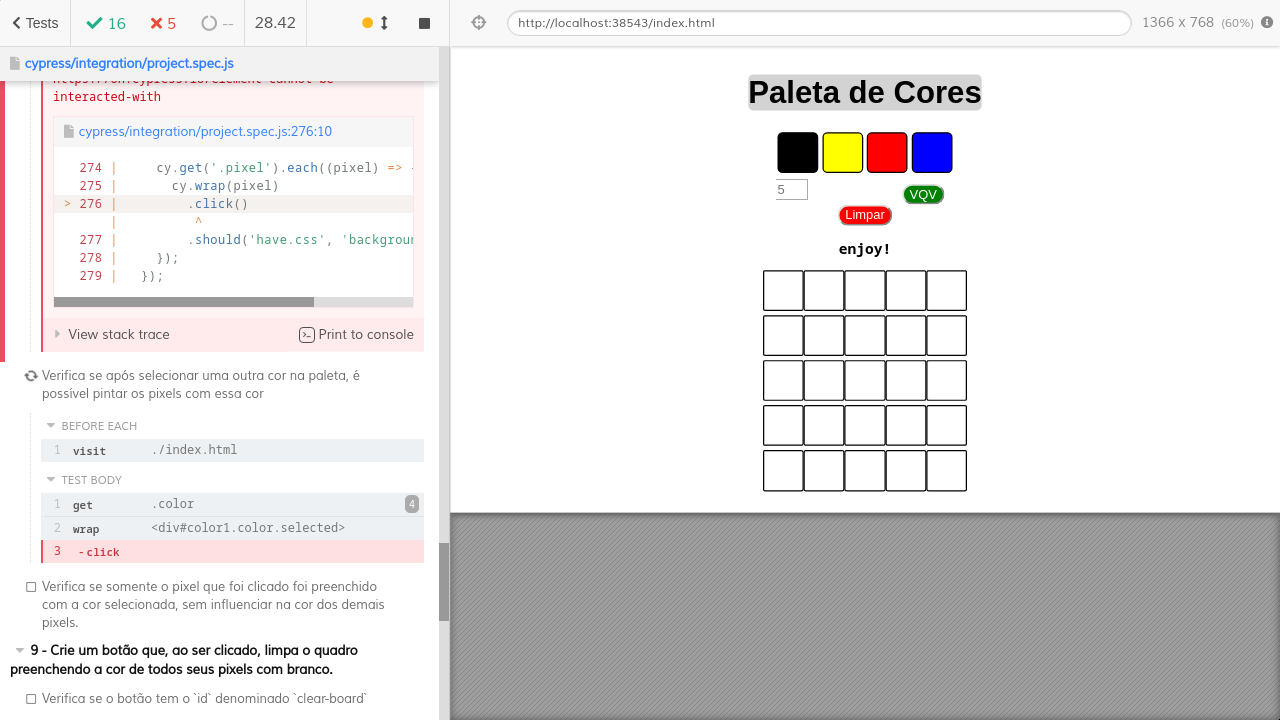 Tests
16
5
--
28.42
http://localhost:38543/index.html
1366 x 768 (60%)
cypress/integration/project.spec.js
interacted-with
cypress/integration/project.spec.js:276:10
274 | cy.get('.pixel').each((pixel) =>
275 | cy.wrap(pixel)
> 276 | .click()
| ^
277 | .should('have.css', 'backgroun
278 | });
279 | });
View stack trace
Print to console
Verifica se após selecionar uma outra cor na paleta, é
possível pintar os pixels com essa cor
BEFORE EACH
1 visit ./index.html
TEST BODY
1 get .color 4
2 wrap <div#color1.color.selected>
3 -click
Verifica se somente o pixel que foi clicado foi preenchido
com a cor selecionada, sem influenciar na cor dos demais
pixels.
9 - Crie um botão que, ao ser clicado, limpa o quadro
preenchendo a cor de todos seus pixels com branco.
Verifica se o botão tem o `id` denominado `clear-board`
Paleta de Cores
5
VQV
Limpar
enjoy!